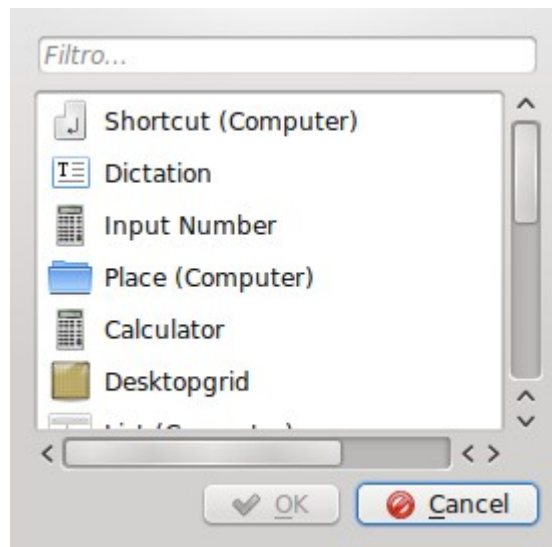 Filtro...
Shortcut (Computer)
Dictation
Input Number
Place (Computer)
Calculator
Desktopgrid
OK
Cancel